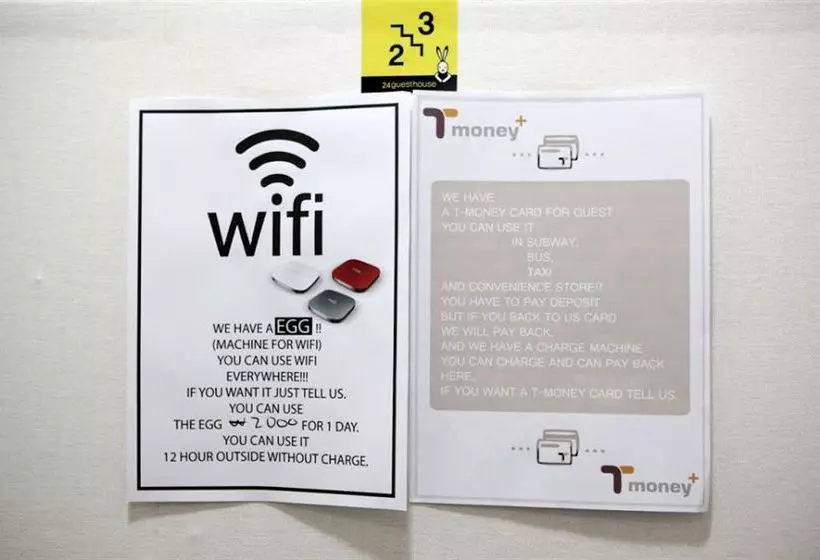 2 3
24guesthouse
wifi
WE HAVE A EGG !!
(MACHINE FOR WIFI)
YOU CAN USE WIFI
EVERYWHERE!!!
IF YOU WANT IT JUST TELL US.
YOU CAN USE
THE EGG ₩ 2000 FOR 1 DAY.
YOU CAN USE IT
12 HOUR OUTSIDE WITHOUT CHARGE.
T money+
WE HAVE
A T-MONEY CARD FOR QUEST
YOU CAN USE IT
IN SUBWAY,
BUS,
TAXI
AND CONVENIENCE STORE!!
YOU HAVE TO PAY DEPOSIT
BUT IF YOU BACK TO US CARD
WE WILL PAY BACK.
AND WE HAVE A CHARGE MACHINE
YOU CAN CHARGE AND CAN PAY BACK
HERE,
IF YOU WANT A T-MONEY CARD TELL US.
T money+